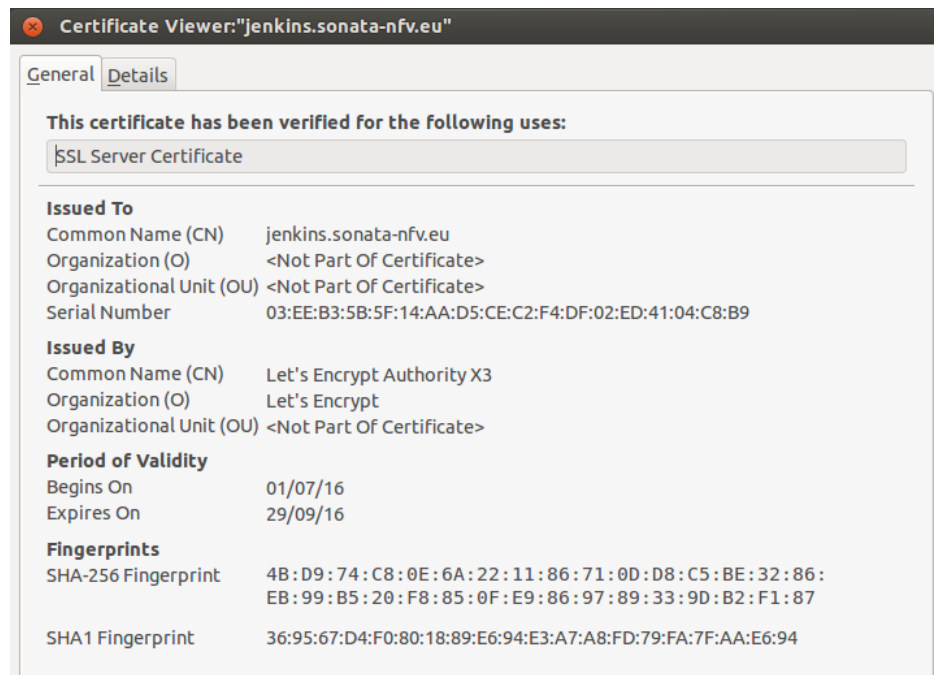 Certificate Viewer:"jenkins.sonata-nfv.eu"
General Details
This certificate has been verified for the following uses:
SSL Server Certificate
Issued To
Common Name (CN) jenkins.sonata-nfv.eu
Organization (O) <Not Part Of Certificate>
Organizational Unit (OU) <Not Part Of Certificate>
Serial Number 03:EE:B3:5B:5F:14:AA:D5:CE:C2:F4:DF:02:ED:41:04:C8:B9
Issued By
Common Name (CN) Let's Encrypt Authority X3
Organization (O) Let's Encrypt
Organizational Unit (OU) <Not Part Of Certificate>
Period of Validity
Begins On 01/07/16
Expires On 29/09/16
Fingerprints
SHA-256 Fingerprint 4B:D9:74:C8:0E:6A:22:11:86:71:0D:D8:C5:BE:32:86:
EB:99:B5:20:F8:85:0F:E9:86:97:89:33:9D:B2:F1:87
SHA1 Fingerprint 36:95:67:D4:F0:80:18:89:E6:94:E3:A7:A8:FD:79:FA:7F:AA:E6:94